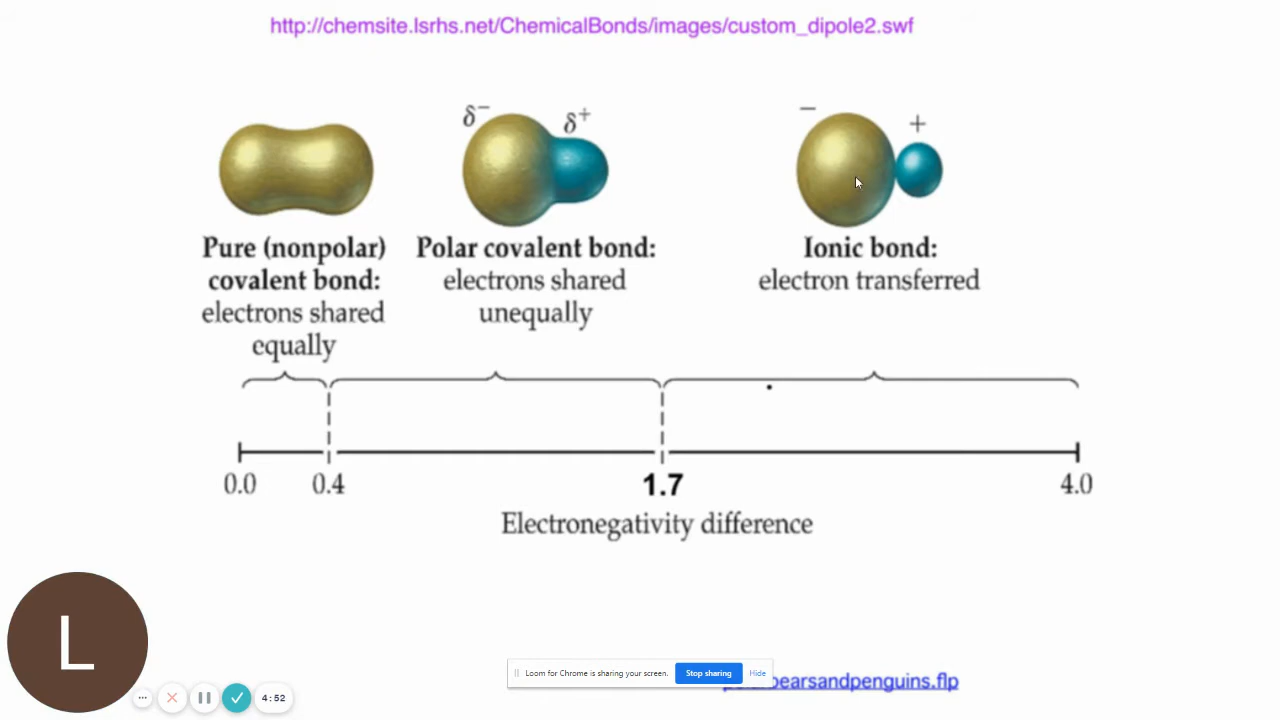 http://chemsite.lsrhs.net/ChemicalBonds/images/custom_dipole2.swf
δ− δ+ − +
Pure (nonpolar)
covalent bond:
electrons shared
equally
Polar covalent bond:
electrons shared
unequally
Ionic bond:
electron transferred
0.0 0.4 1.7 4.0
Electronegativity difference
L
Loom for Chrome is sharing your screen. Stop sharing Hide
4:52